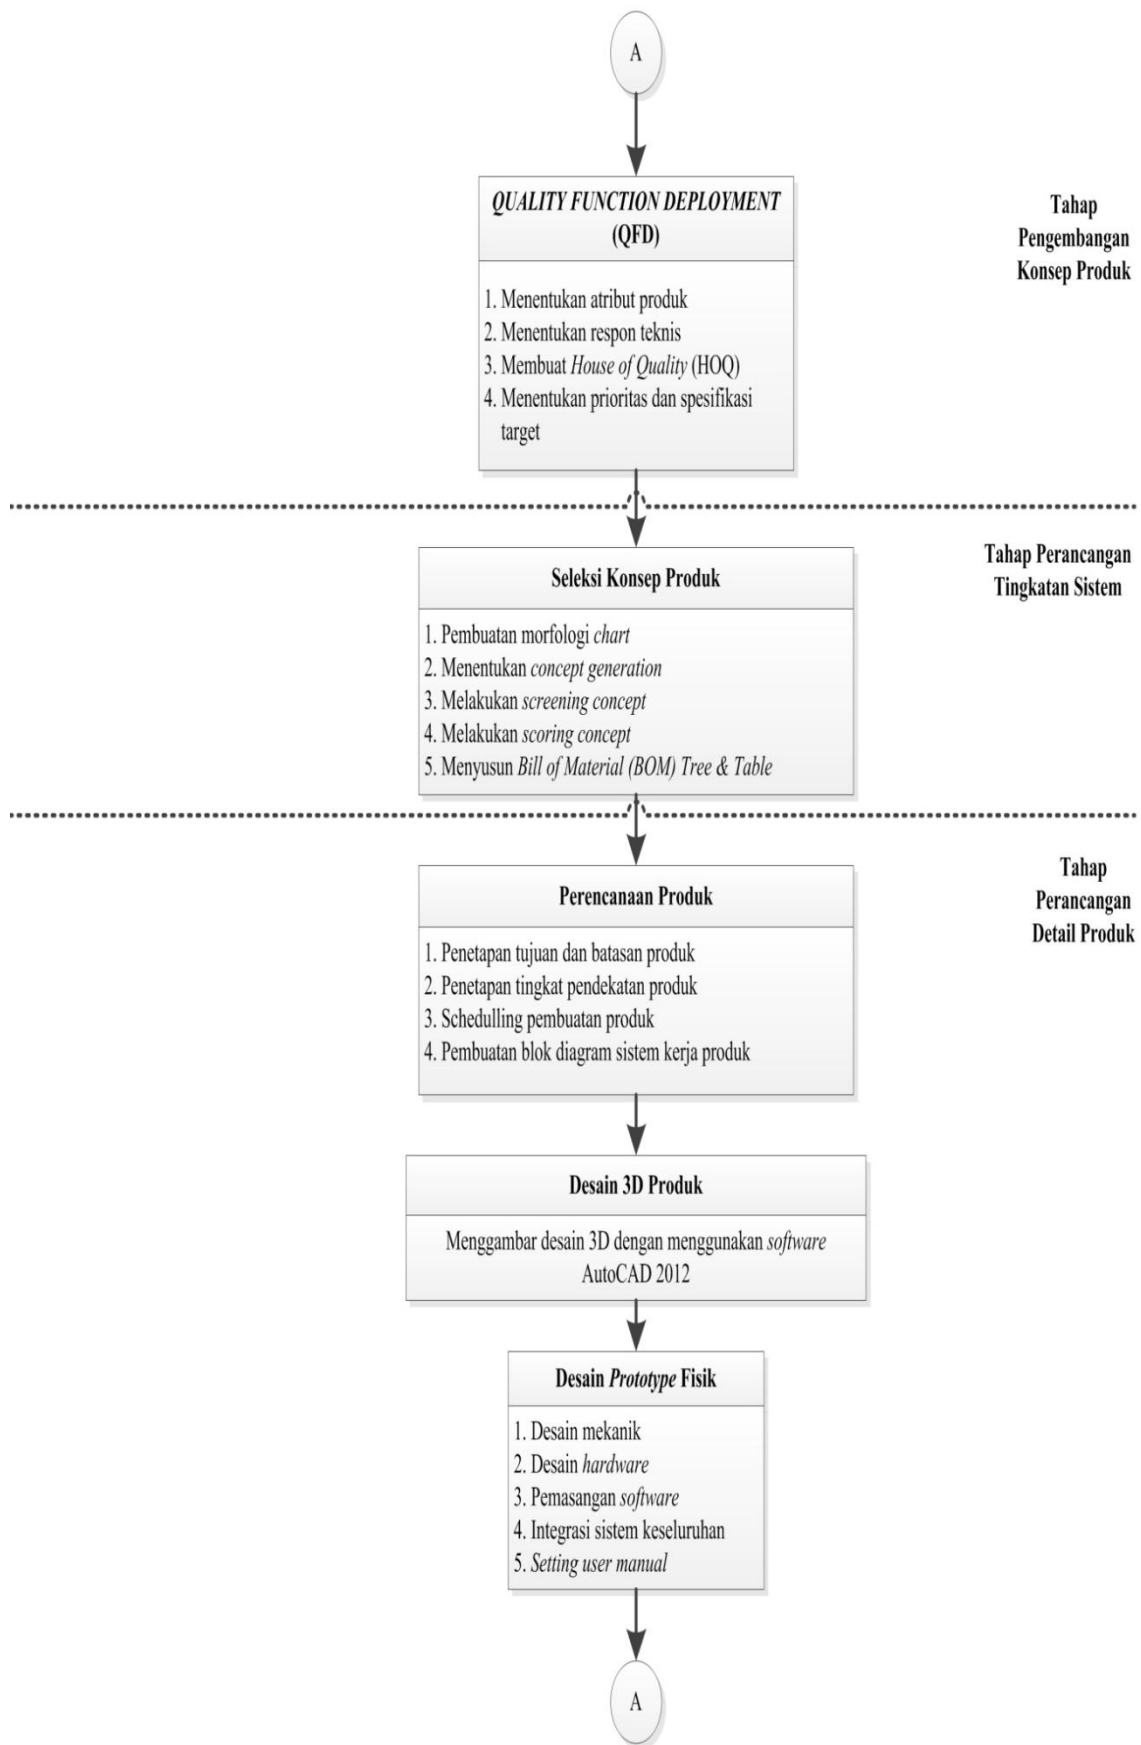 A
QUALITY FUNCTION DEPLOYMENT
(QFD)
1. Menentukan atribut produk
2. Menentukan respon teknis
3. Membuat House of Quality (HOQ)
4. Menentukan prioritas dan spesifikasi
target
Tahap
Pengembangan
Konsep Produk
Seleksi Konsep Produk
1. Pembuatan morfologi chart
2. Menentukan concept generation
3. Melakukan screening concept
4. Melakukan scoring concept
5. Menyusun Bill of Material (BOM) Tree & Table
Tahap Perancangan
Tingkatan Sistem
Perencanaan Produk
1. Penetapan tujuan dan batasan produk
2. Penetapan tingkat pendekatan produk
3. Schedulling pembuatan produk
4. Pembuatan blok diagram sistem kerja produk
Tahap
Perancangan
Detail Produk
Desain 3D Produk
Menggambar desain 3D dengan menggunakan software
AutoCAD 2012
Desain Prototype Fisik
1. Desain mekanik
2. Desain hardware
3. Pemasangan software
4. Integrasi sistem keseluruhan
5. Setting user manual
A